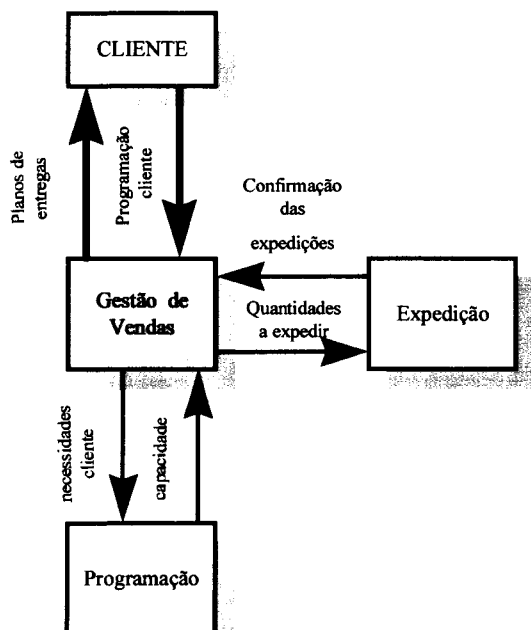 CLIENTE
Planos de
entregas
Programação
cliente
Confirmação
das
expedições
Gestão de
Vendas
Quantidades
a expedir
Expedição
necessidades
cliente
capacidade
Programação